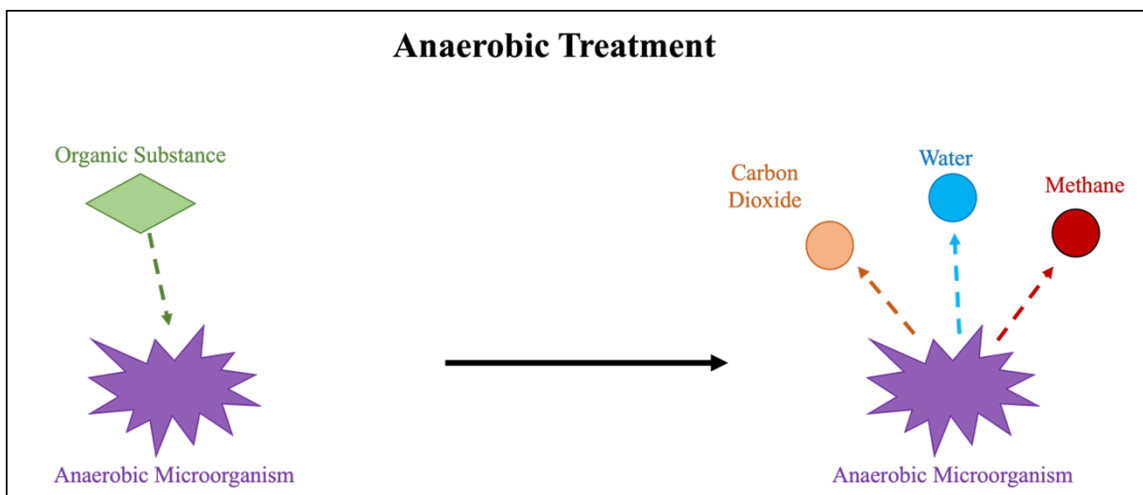 Anaerobic Treatment
Organic Substance
Carbon
Dioxide
Water
Methane
Anaerobic Microorganism
Anaerobic Microorganism